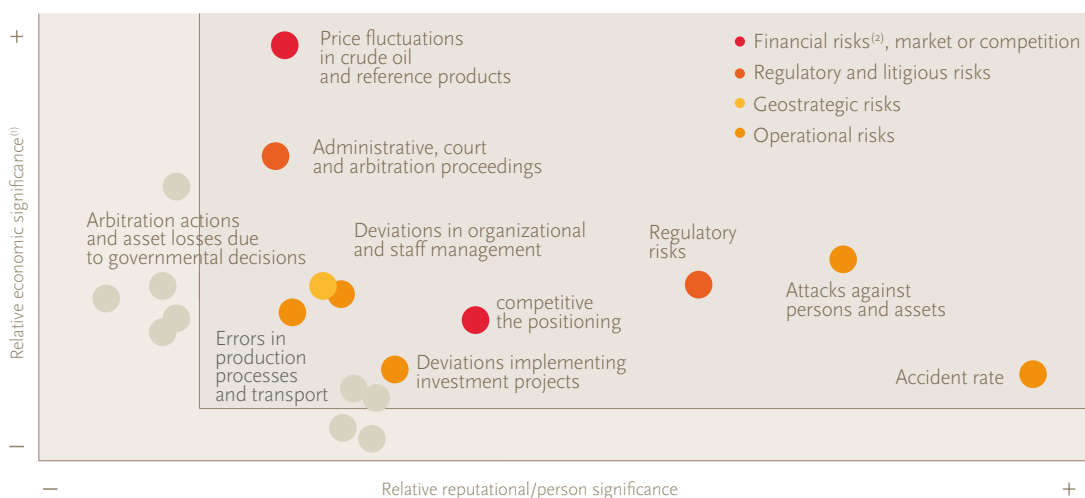 +
Relative economic significance(1)
−
Price fluctuations
in crude oil
and reference products
Financial risks(2), market or competition
Regulatory and litigious risks
Geostrategic risks
Operational risks
Administrative, court
and arbitration proceedings
Arbitration actions
and asset losses due
to governmental decisions
Deviations in organizational
and staff management
Regulatory
risks
Attacks against
persons and assets
competitive
the positioning
Errors in
production
processes
and transport
Deviations implementing
investment projects
Accident rate
−
Relative reputational/person significance
+